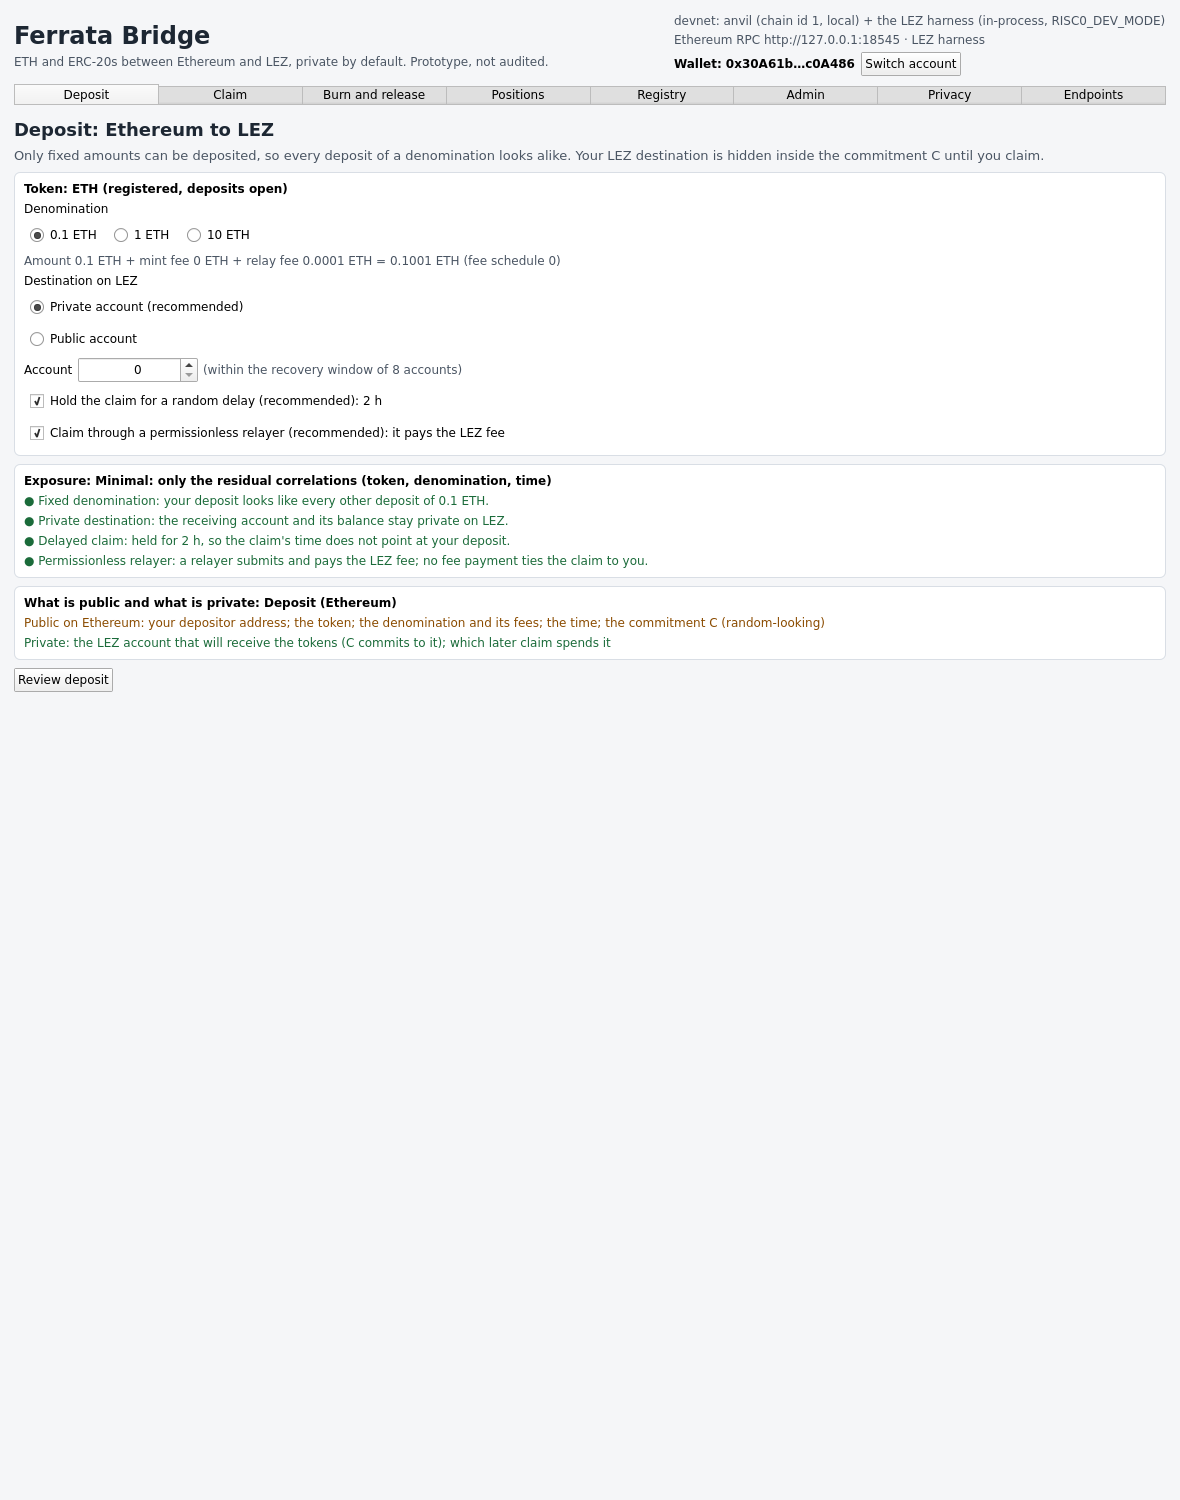 Ferrata Bridge
ETH and ERC-20s between Ethereum and LEZ, private by default. Prototype, not audited.
devnet: anvil (chain id 1, local) + the LEZ harness (in-process, RISC0_DEV_MODE)
Ethereum RPC http://127.0.0.1:18545 · LEZ harness
Wallet: 0x30A61b…c0A486 Switch account
Deposit Claim Burn and release Positions Registry Admin Privacy Endpoints
Deposit: Ethereum to LEZ
Only fixed amounts can be deposited, so every deposit of a denomination looks alike. Your LEZ destination is hidden inside the commitment C until you claim.
Token: ETH (registered, deposits open)
Denomination
0.1 ETH 1 ETH 10 ETH
Amount 0.1 ETH + mint fee 0 ETH + relay fee 0.0001 ETH = 0.1001 ETH (fee schedule 0)
Destination on LEZ
Private account (recommended)
Public account
Account 0 (within the recovery window of 8 accounts)
Hold the claim for a random delay (recommended): 2 h
Claim through a permissionless relayer (recommended): it pays the LEZ fee
Exposure: Minimal: only the residual correlations (token, denomination, time)
● Fixed denomination: your deposit looks like every other deposit of 0.1 ETH.
● Private destination: the receiving account and its balance stay private on LEZ.
● Delayed claim: held for 2 h, so the claim's time does not point at your deposit.
● Permissionless relayer: a relayer submits and pays the LEZ fee; no fee payment ties the claim to you.
What is public and what is private: Deposit (Ethereum)
Public on Ethereum: your depositor address; the token; the denomination and its fees; the time; the commitment C (random-looking)
Private: the LEZ account that will receive the tokens (C commits to it); which later claim spends it
Review deposit